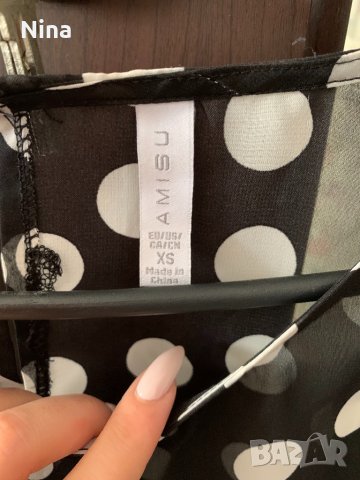 Nina
AMISU
EU/US/
CA/CN
XS
Made in
China
BAZAR